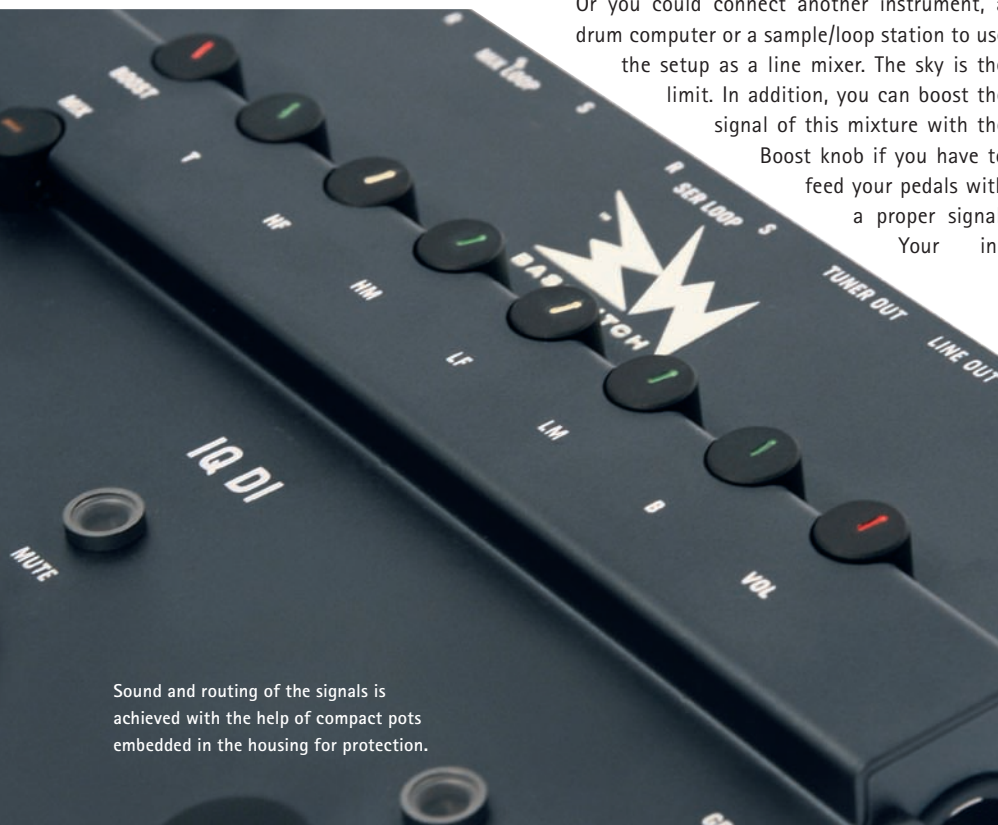 Or you could connect another instrument, a
drum computer or a sample/loop station to use
the setup as a line mixer. The sky is the
limit. In addition, you can boost the
signal of this mixture with the
Boost knob if you have to
feed your pedals with
a proper signal
Your in
R
MIX LOOP
S
R
SER LOOP
S
TUNER OUT
LINE OUT
MIX
BOOST
T
HF
HM
LF
LM
B
VOL
IQ DI
MUTE
Sound and routing of the signals is
achieved with the help of compact pots
embedded in the housing for protection.